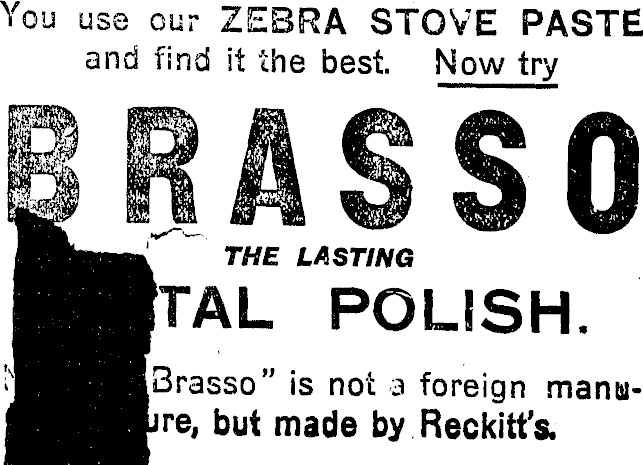 You use our ZEBRA STOVE PASTE
and find it the best. Now try
BRASSO
THE LASTING
TAL POLISH.
Brasso" is not a foreign manu-
ure, but made by Reckitt's.